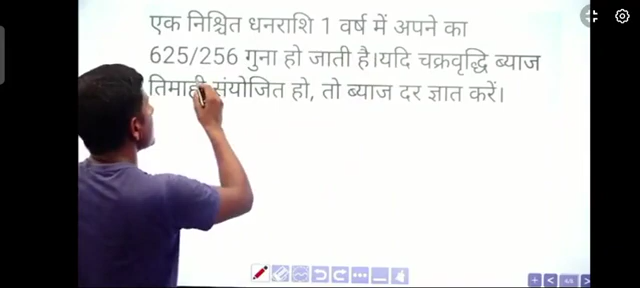 एक निश्चित धनराशि 1 वर्ष में अपने का
625/256 गुना हो जाती है।यदि चक्रवृद्धि ब्याज
तिमाही संयोजित हो, तो ब्याज दर ज्ञात करें।